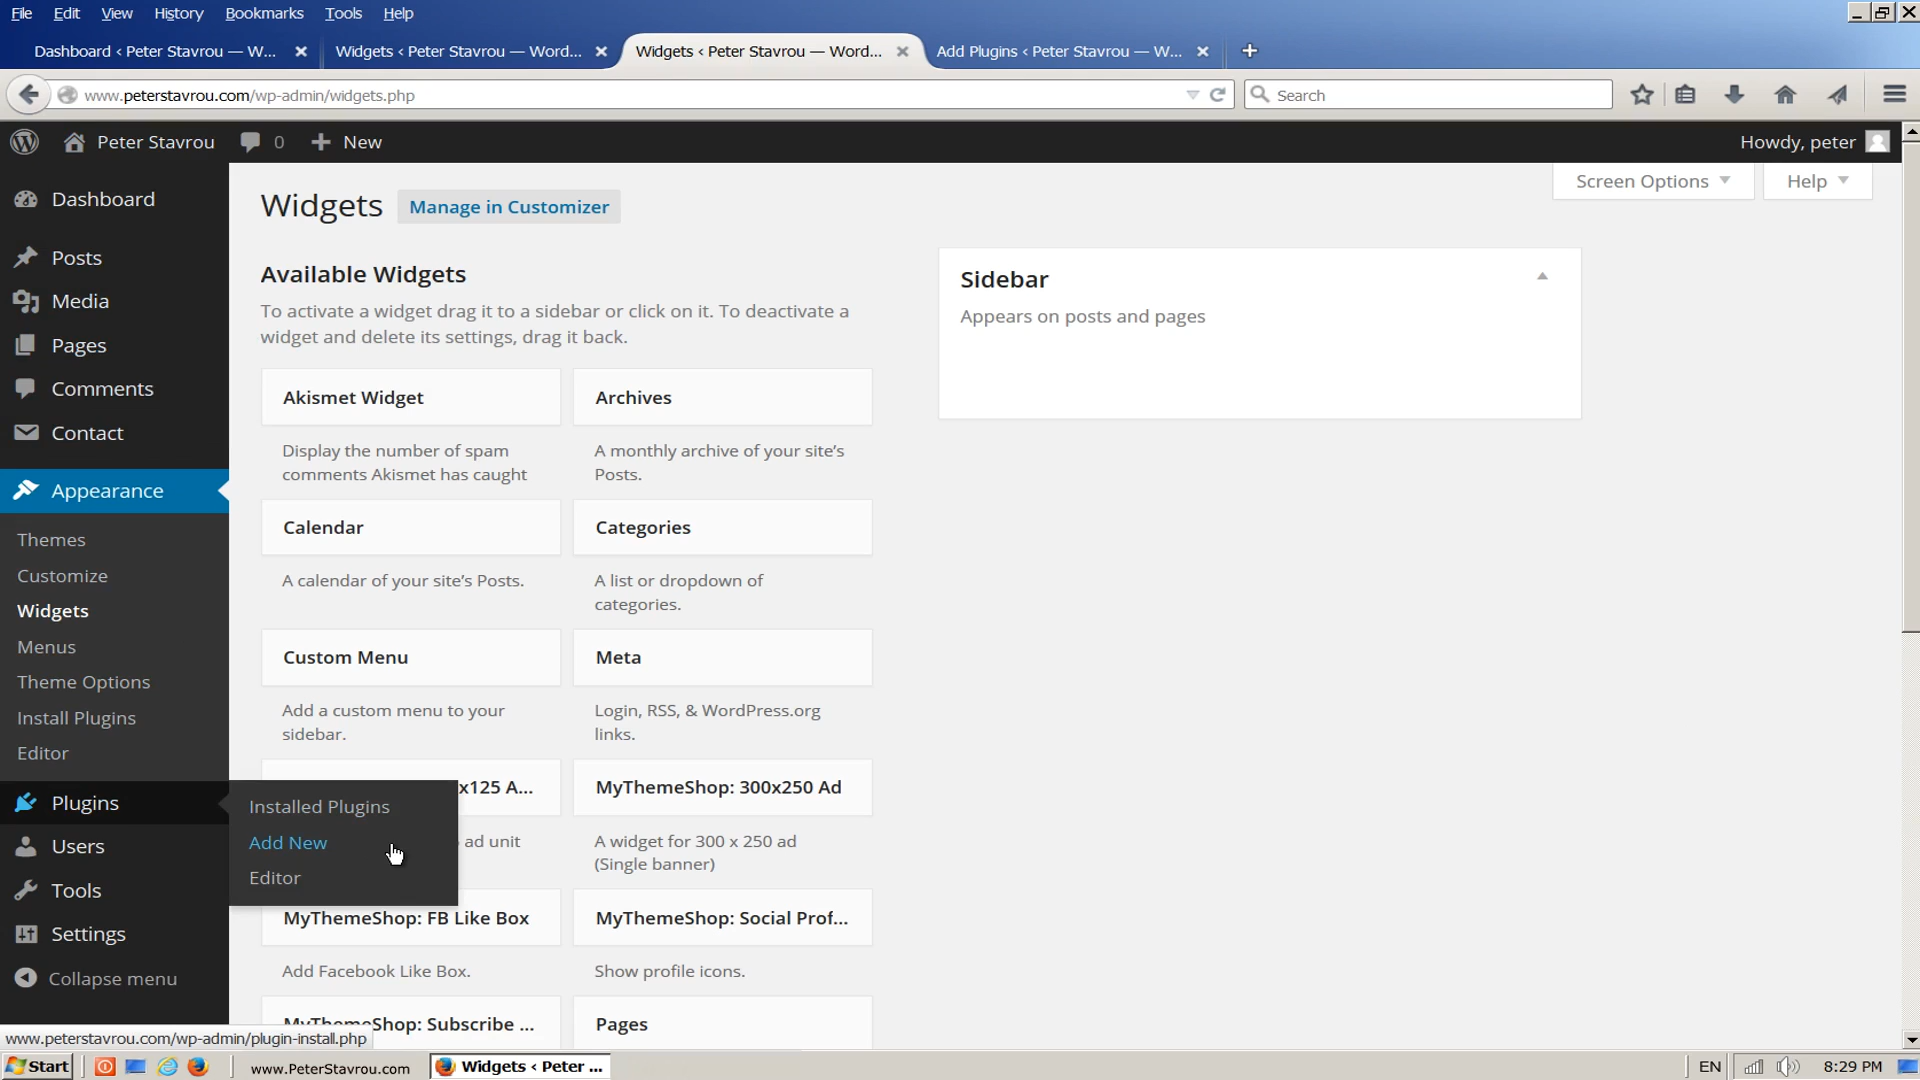 File Edit View History Bookmarks Tools Help
Dashboard ‹ Peter Stavrou — W...
Widgets ‹ Peter Stavrou — Word...
Widgets ‹ Peter Stavrou — Word...
Add Plugins ‹ Peter Stavrou — W...
www.peterstavrou.com/wp-admin/widgets.php
Search
Peter Stavrou 0 New
Howdy, peter
Dashboard
Posts
Media
Pages
Comments
Contact
Appearance
Themes
Customize
Widgets
Menus
Theme Options
Install Plugins
Editor
Plugins
Users
Tools
Settings
Collapse menu
Installed Plugins
Add New
Editor
Screen Options
Help
Widgets
Manage in Customizer
Available Widgets
To activate a widget drag it to a sidebar or click on it. To deactivate a
widget and delete its settings, drag it back.
Akismet Widget
Display the number of spam
comments Akismet has caught
Archives
A monthly archive of your site’s
Posts.
Calendar
A calendar of your site’s Posts.
Categories
A list or dropdown of
categories.
Custom Menu
Add a custom menu to your
sidebar.
Meta
Login, RSS, & WordPress.org
links.
x125 A...
ad unit
MyThemeShop: 300x250 Ad
A widget for 300 x 250 ad
(Single banner)
MyThemeShop: FB Like Box
Add Facebook Like Box.
MyThemeShop: Social Prof...
Show profile icons.
MyThemeShop: Subscribe ...
Pages
Sidebar
Appears on posts and pages
www.peterstavrou.com/wp-admin/plugin-install.php
Start
www.PeterStavrou.com
Widgets ‹ Peter ...
EN
8:29 PM